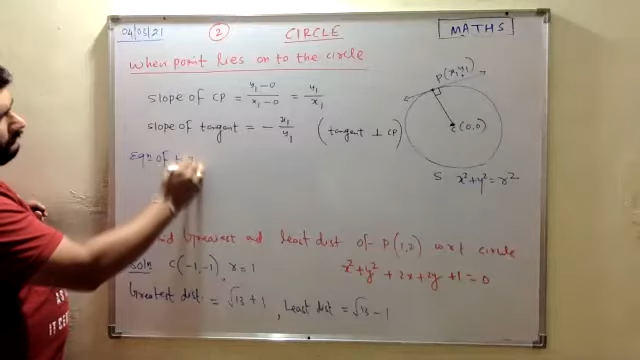 04/03/21
2
CIRCLE
MATHS
When point lies on to the circle
Slope of CP = y₁-0/x₁-0 = y₁/x₁
Slope of tangent = - x₁/y₁ (tangent ⊥ CP)
Eqn of
P(x₁,y₁)
C(0,0)
S x²+y²=r²
Greatest and Least dist of P(1,2) w.r.t circle
x²+y²+2x+2y+1=0
Soln C(-1,-1), r=1
Greatest dist = √13+1, Least dist = √13-1